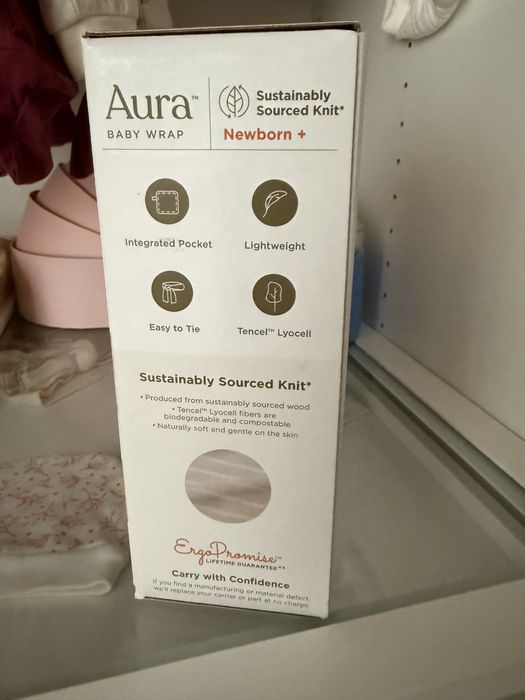 Aura™
BABY WRAP
Sustainably
Sourced Knit*
Newborn +
Integrated Pocket
Lightweight
Easy to Tie
Tencel™ Lyocell
Sustainably Sourced Knit*
• Produced from sustainably sourced wood
• Tencel™ Lyocell fibers are
biodegradable and compostable
• Naturally soft and gentle on the skin
ErgoPromise™
LIFETIME GUARANTEE**
Carry with Confidence
If you find a manufacturing or material defect,
we'll replace your carrier or part at no charge.